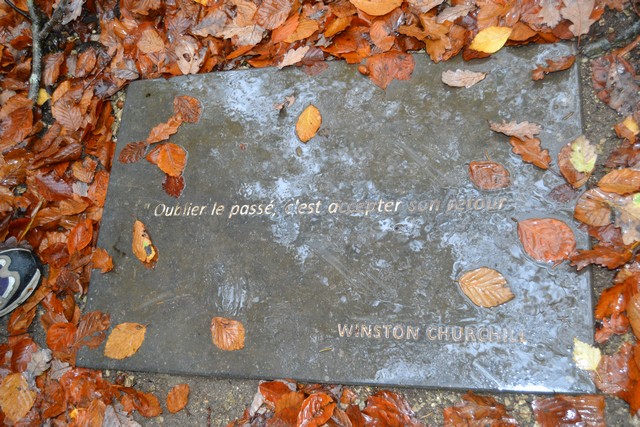 "Oublier le passé, c'est accepter son retour"
WINSTON CHURCHILL